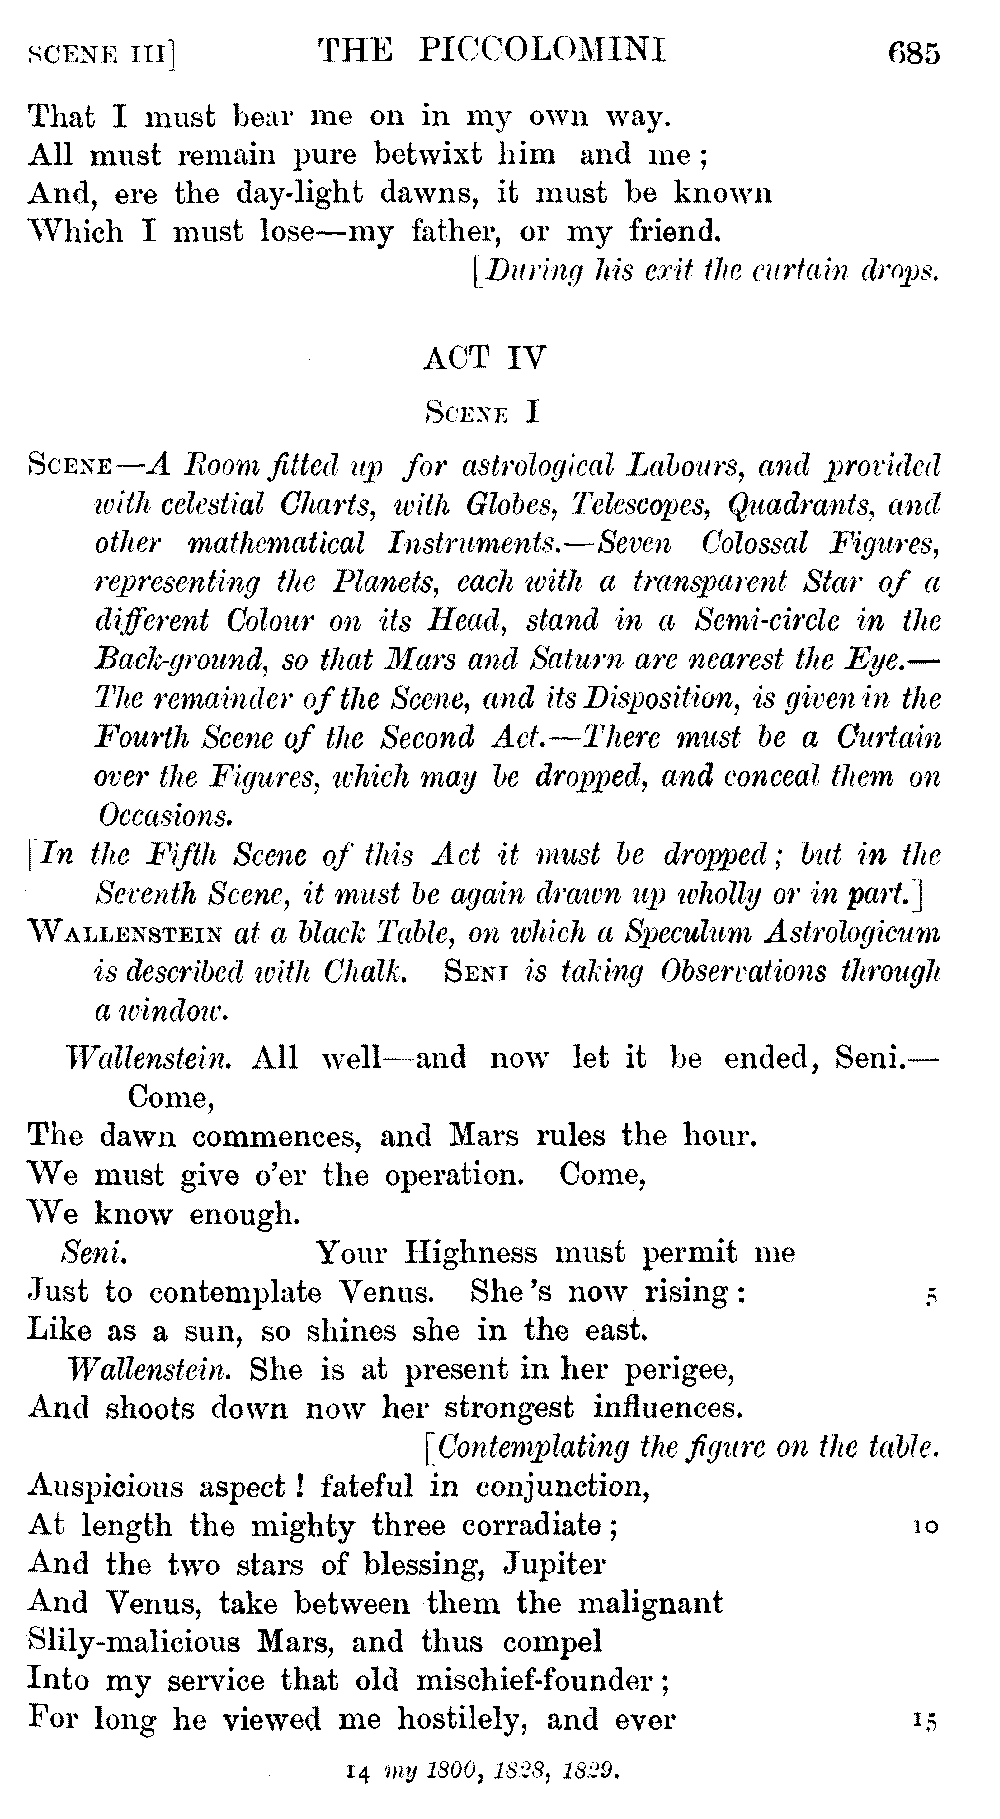 SCENE III] THE PICCOLOMINI 685
That I must bear me on in my own way.
All must remain pure betwixt him and me;
And, ere the day-light dawns, it must be known
Which I must lose—my father, or my friend.
[During his exit the curtain drops.
ACT IV
SCENE I
SCENE—A Room fitted up for astrological Labours, and provided
with celestial Charts, with Globes, Telescopes, Quadrants, and
other mathematical Instruments.—Seven Colossal Figures,
representing the Planets, each with a transparent Star of a
different Colour on its Head, stand in a Semi-circle in the
Back-ground, so that Mars and Saturn are nearest the Eye.—
The remainder of the Scene, and its Disposition, is given in the
Fourth Scene of the Second Act.—There must be a Curtain
over the Figures, which may be dropped, and conceal them on
Occasions.
[In the Fifth Scene of this Act it must be dropped; but in the
Seventh Scene, it must be again drawn up wholly or in part.]
WALLENSTEIN at a black Table, on which a Speculum Astrologicum
is described with Chalk. SENI is taking Observations through
a window.
Wallenstein. All well—and now let it be ended, Seni.—
Come,
The dawn commences, and Mars rules the hour.
We must give o'er the operation. Come,
We know enough.
Seni. Your Highness must permit me
Just to contemplate Venus. She's now rising: 5
Like as a sun, so shines she in the east.
Wallenstein. She is at present in her perigee,
And shoots down now her strongest influences.
[Contemplating the figure on the table.
Auspicious aspect! fateful in conjunction,
At length the mighty three corradiate; 10
And the two stars of blessing, Jupiter
And Venus, take between them the malignant
Slily-malicious Mars, and thus compel
Into my service that old mischief-founder;
For long he viewed me hostilely, and ever 15
14 my 1800, 1828, 1829.